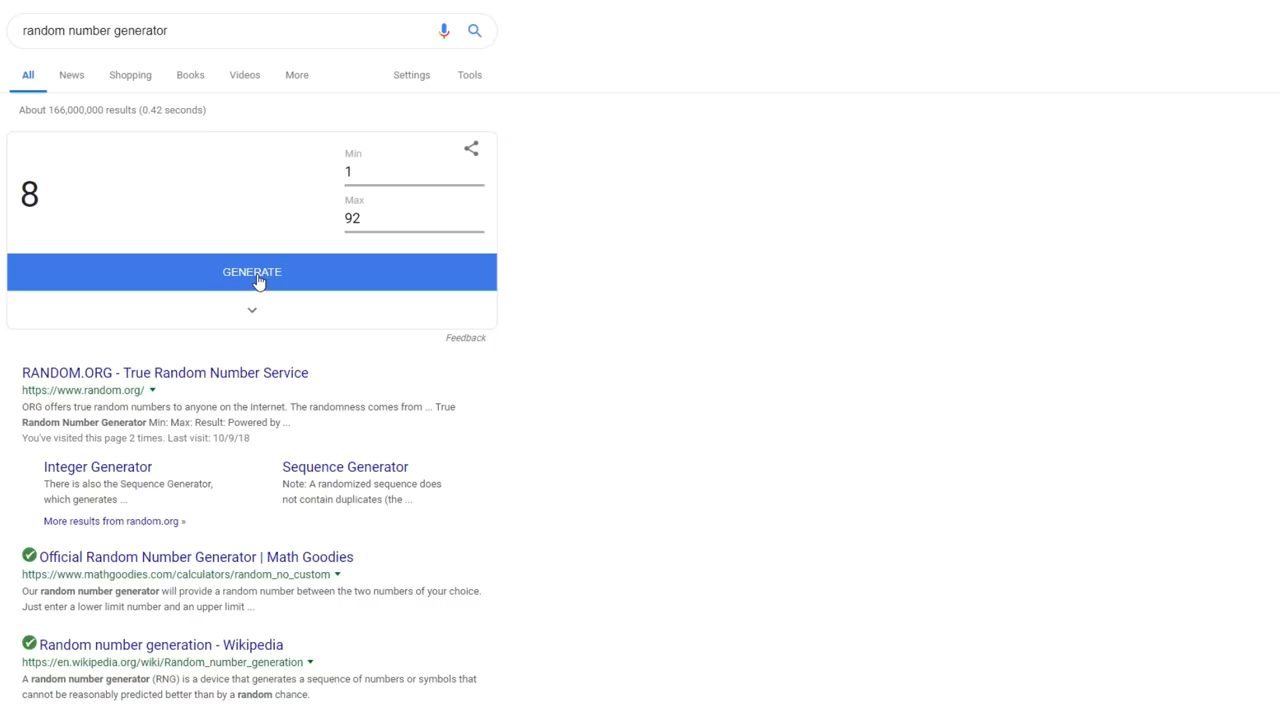 random number generator
All News Shopping Books Videos More Settings Tools
About 166,000,000 results (0.42 seconds)
8
Min
1
Max
92
GENERATE
Feedback
RANDOM.ORG - True Random Number Service
https://www.random.org/
ORG offers true random numbers to anyone on the Internet. The randomness comes from ... True
Random Number Generator Min: Max: Result: Powered by ...
You've visited this page 2 times. Last visit: 10/9/18
Integer Generator
There is also the Sequence Generator,
which generates ...
Sequence Generator
Note: A randomized sequence does
not contain duplicates (the ...
More results from random.org »
Official Random Number Generator | Math Goodies
https://www.mathgoodies.com/calculators/random_no_custom
Our random number generator will provide a random number between the two numbers of your choice.
Just enter a lower limit number and an upper limit ...
Random number generation - Wikipedia
https://en.wikipedia.org/wiki/Random_number_generation
A random number generator (RNG) is a device that generates a sequence of numbers or symbols that
cannot be reasonably predicted better than by a random chance.